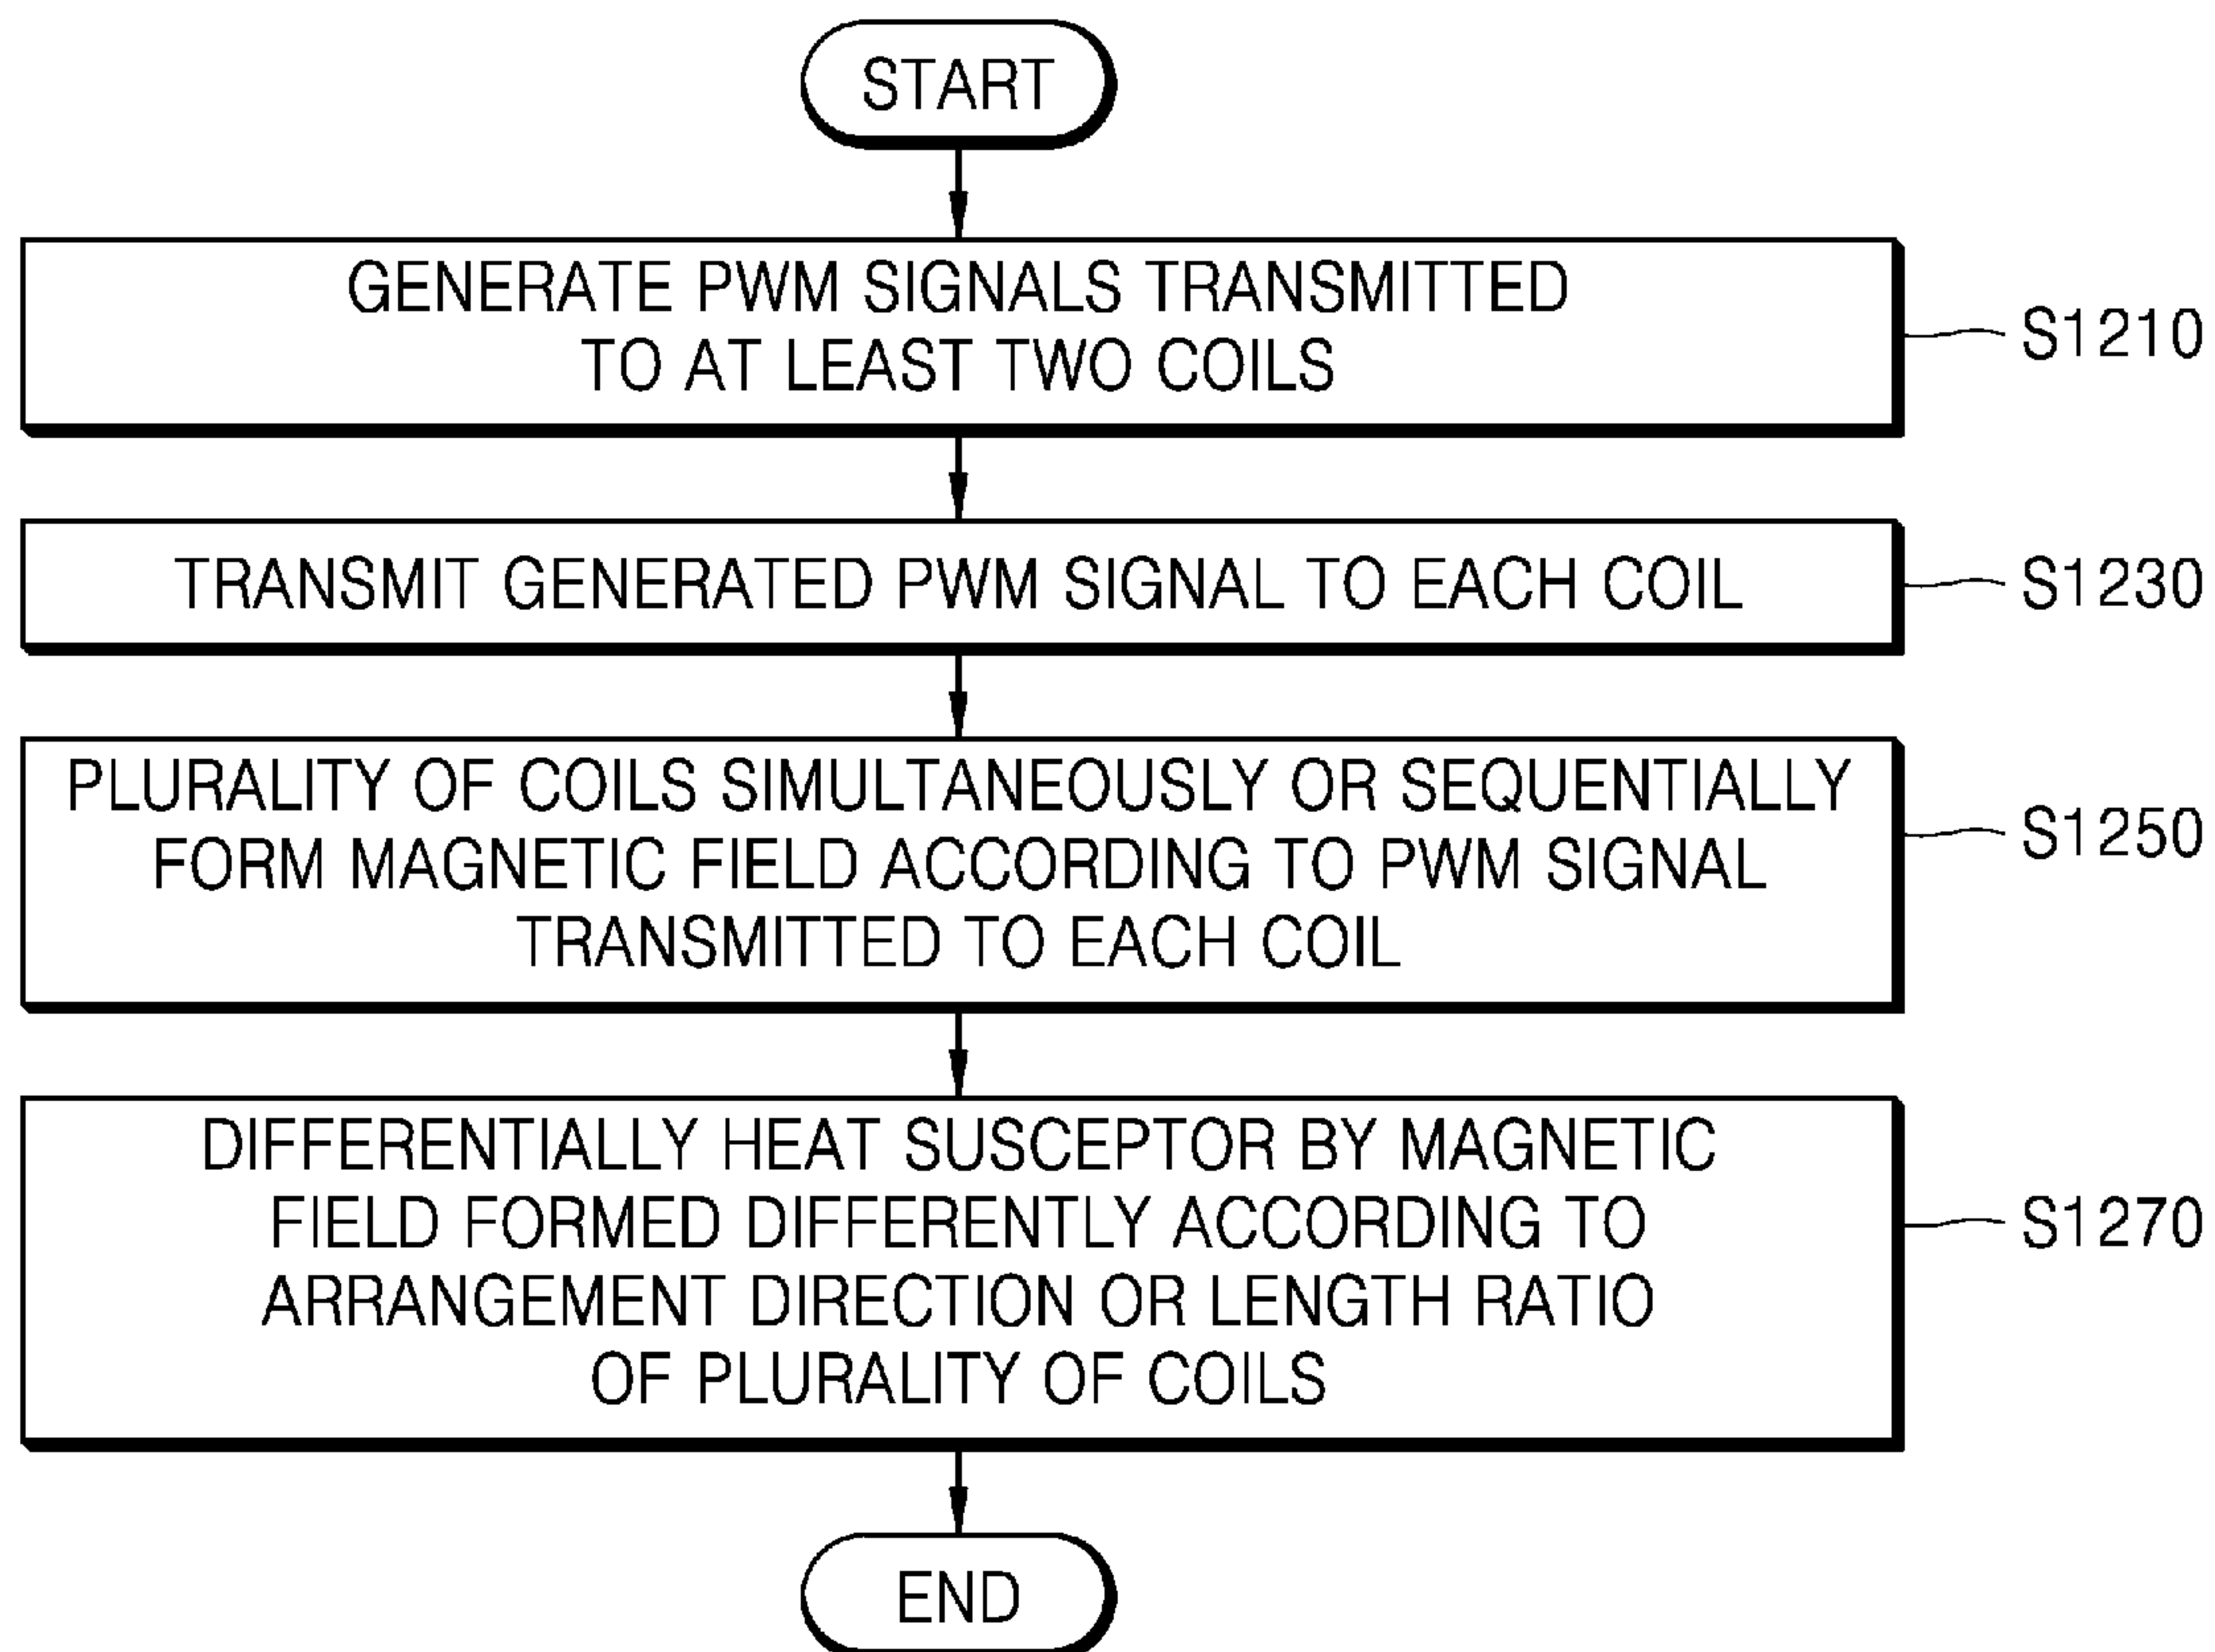 START
GENERATE PWM SIGNALS TRANSMITTED
TO AT LEAST TWO COILS
S1210
TRANSMIT GENERATED PWM SIGNAL TO EACH COIL
S1230
PLURALITY OF COILS SIMULTANEOUSLY OR SEQUENTIALLY
FORM MAGNETIC FIELD ACCORDING TO PWM SIGNAL
TRANSMITTED TO EACH COIL
S1250
DIFFERENTIALLY HEAT SUSCEPTOR BY MAGNETIC
FIELD FORMED DIFFERENTLY ACCORDING TO
ARRANGEMENT DIRECTION OR LENGTH RATIO
OF PLURALITY OF COILS
S1270
END